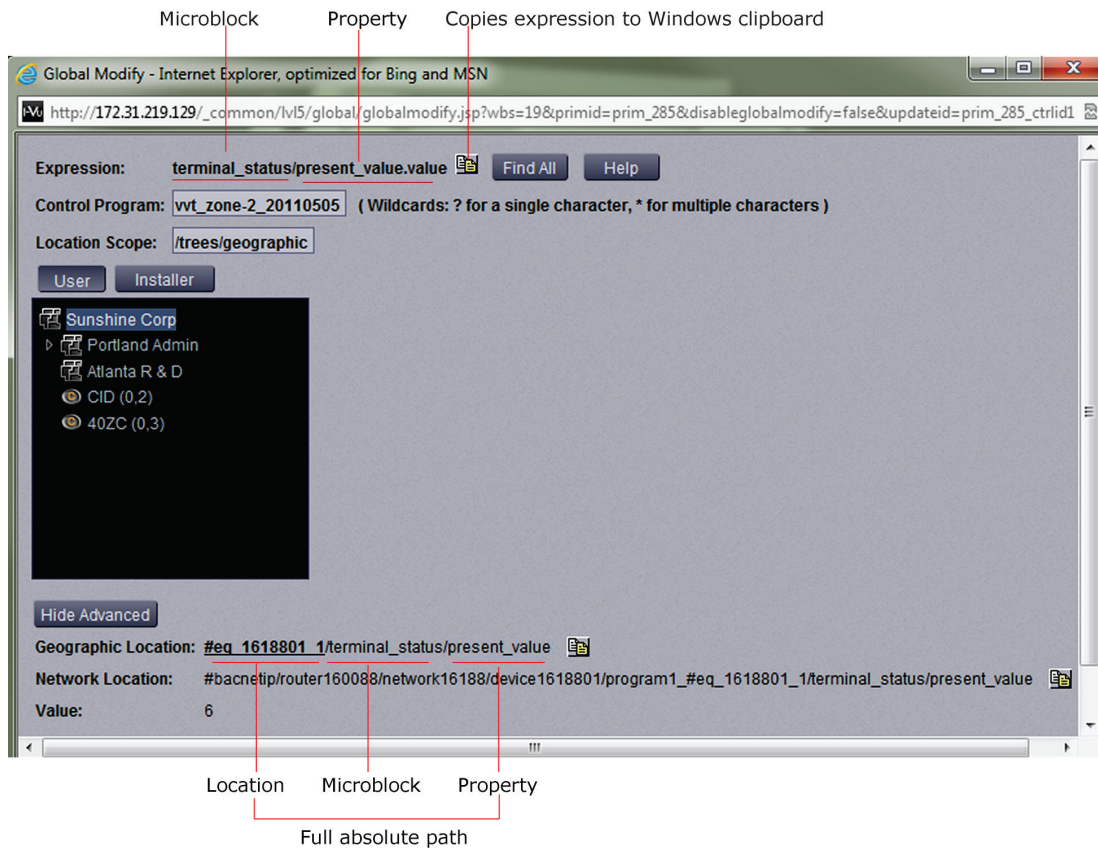 Microblock Property Copies expression to Windows clipboard
Global Modify - Internet Explorer, optimized for Bing and MSN
i-Vu http://172.31.219.129/_common/lvl5/global/globalmodify.jsp?wbs=19&primid=prim_285&disableglobalmodify=false&updateid=prim_285_ctrlid1
Expression: terminal_status/present_value.value Find All Help
Control Program: vvt_zone-2_20110505 ( Wildcards: ? for a single character, * for multiple characters )
Location Scope: /trees/geographic
User Installer
Sunshine Corp
Portland Admin
Atlanta R & D
CID (0,2)
40ZC (0,3)
Hide Advanced
Geographic Location: #eq_1618801_1/terminal_status/present_value
Network Location: #bacnetip/router160088/network16188/device1618801/program1_#eq_1618801_1/terminal_status/present_value
Value: 6
Location Microblock Property
Full absolute path